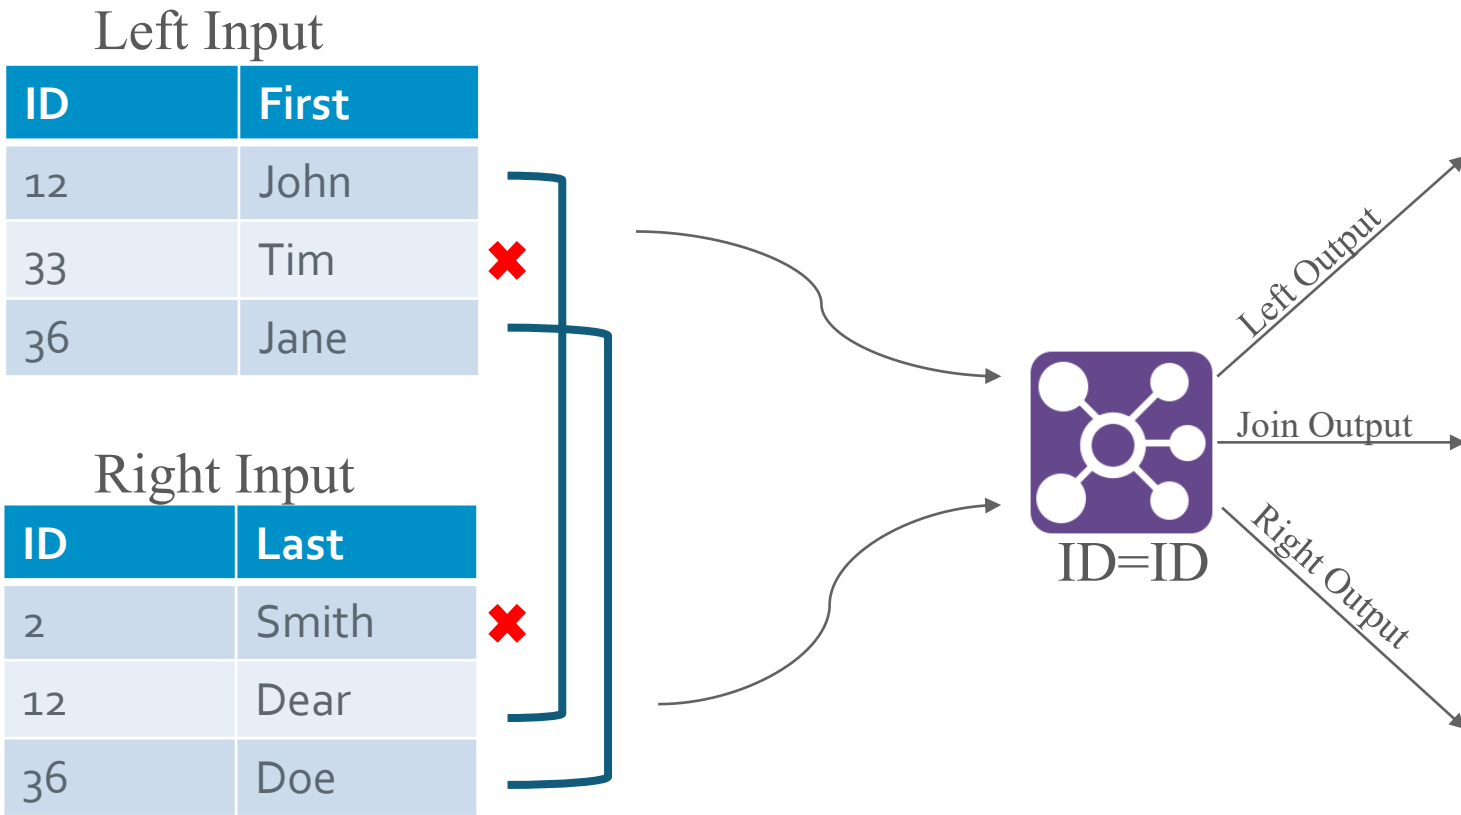 Left Input
ID First
12 John
33 Tim
36 Jane
Right Input
ID Last
2 Smith
12 Dear
36 Doe
ID=ID
Left Output
Join Output
Right Output